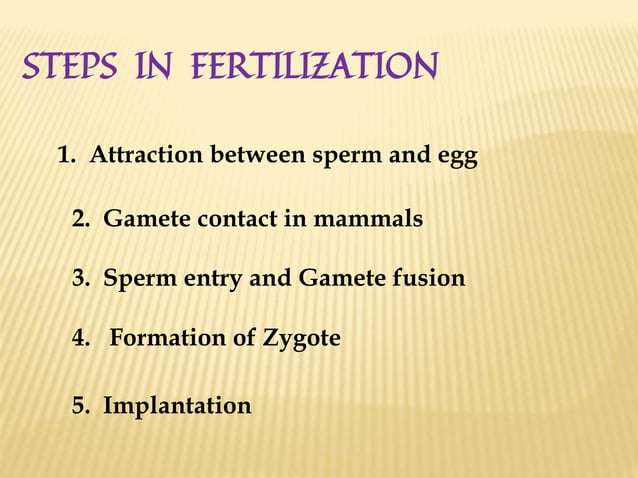 STEPS IN FERTILIZATION
1. Attraction between sperm and egg
2. Gamete contact in mammals
3. Sperm entry and Gamete fusion
4. Formation of Zygote
5. Implantation